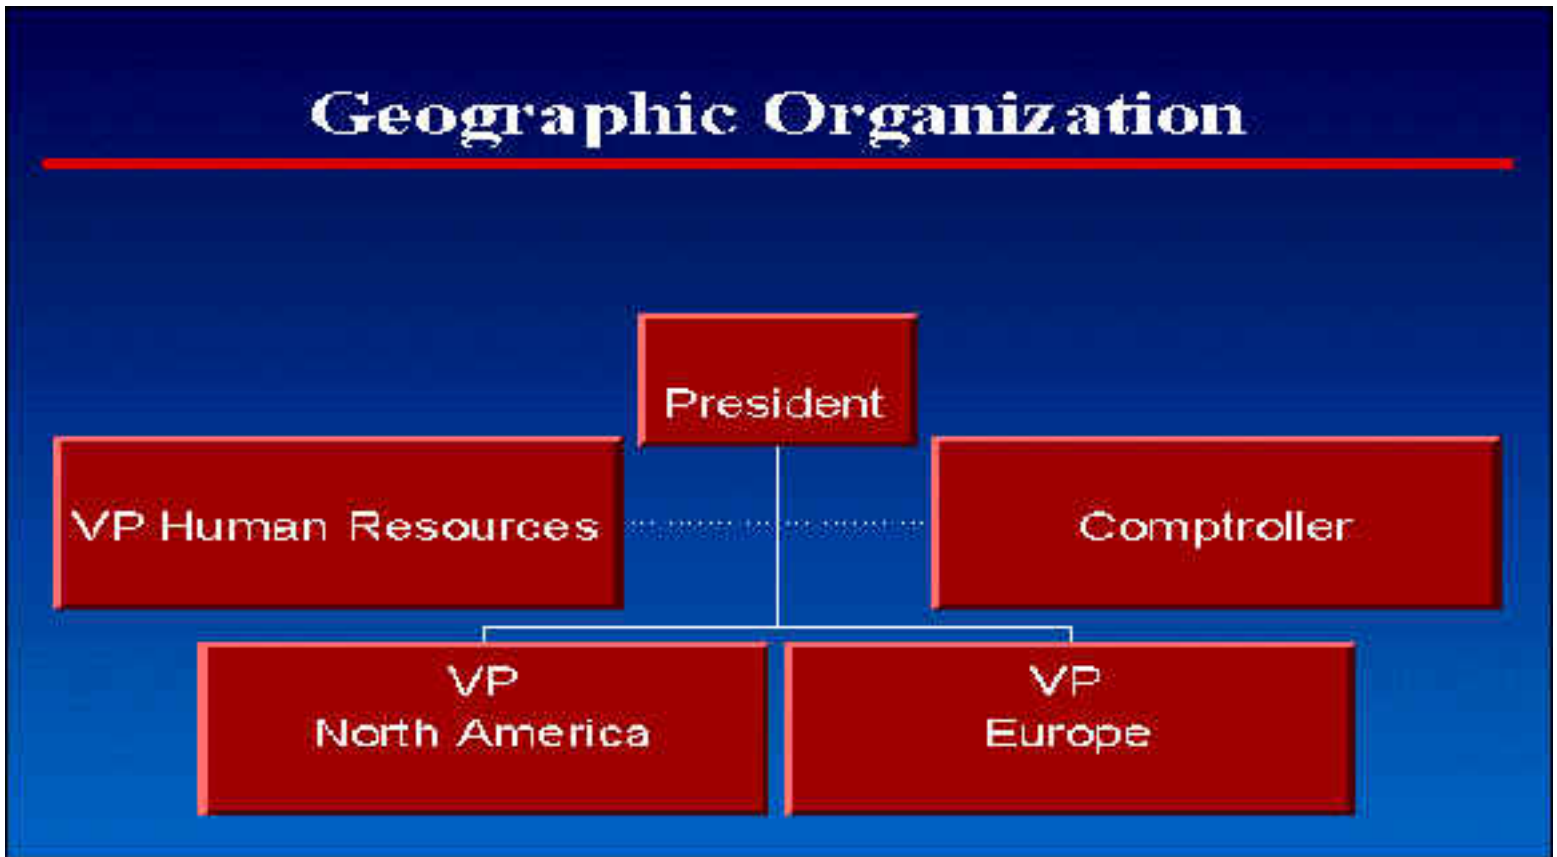 Geographic Organization
President
VP Human Resources
Comptroller
VP
North America
VP
Europe